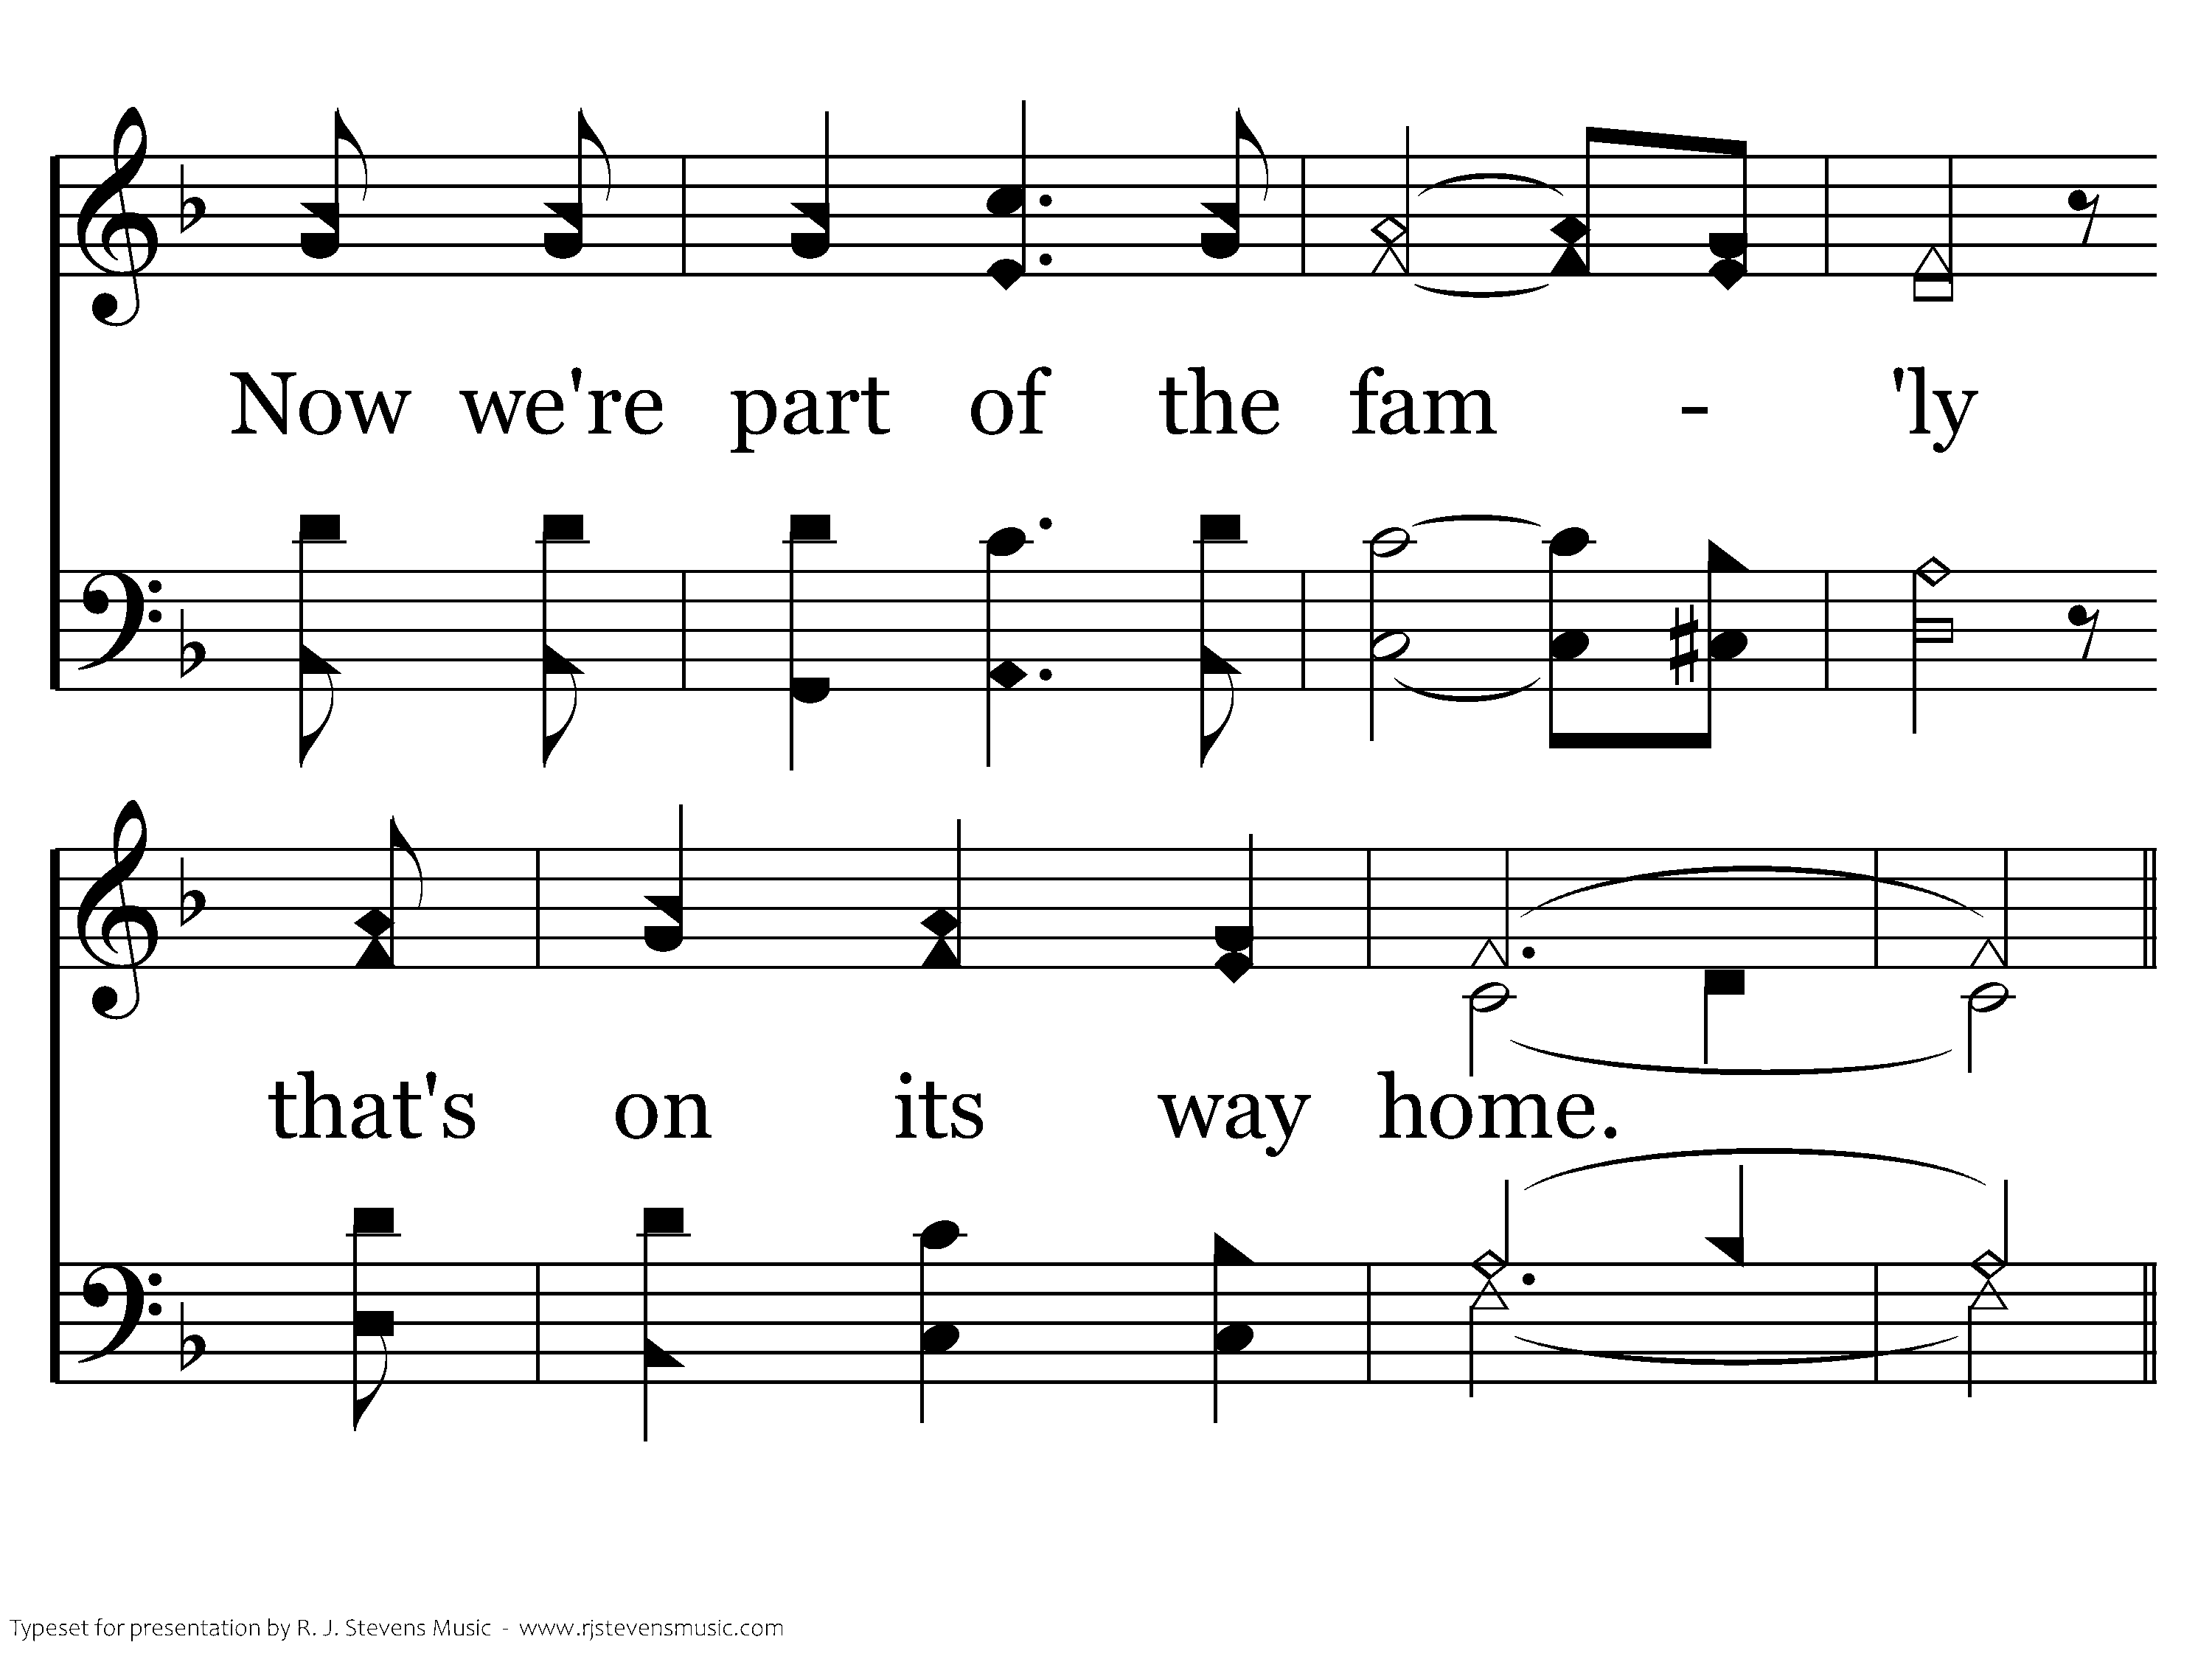 Now we're part of the fam - 'ly
that's on its way home.
Typeset for presentation by R. J. Stevens Music - www.rjstevensmusic.com